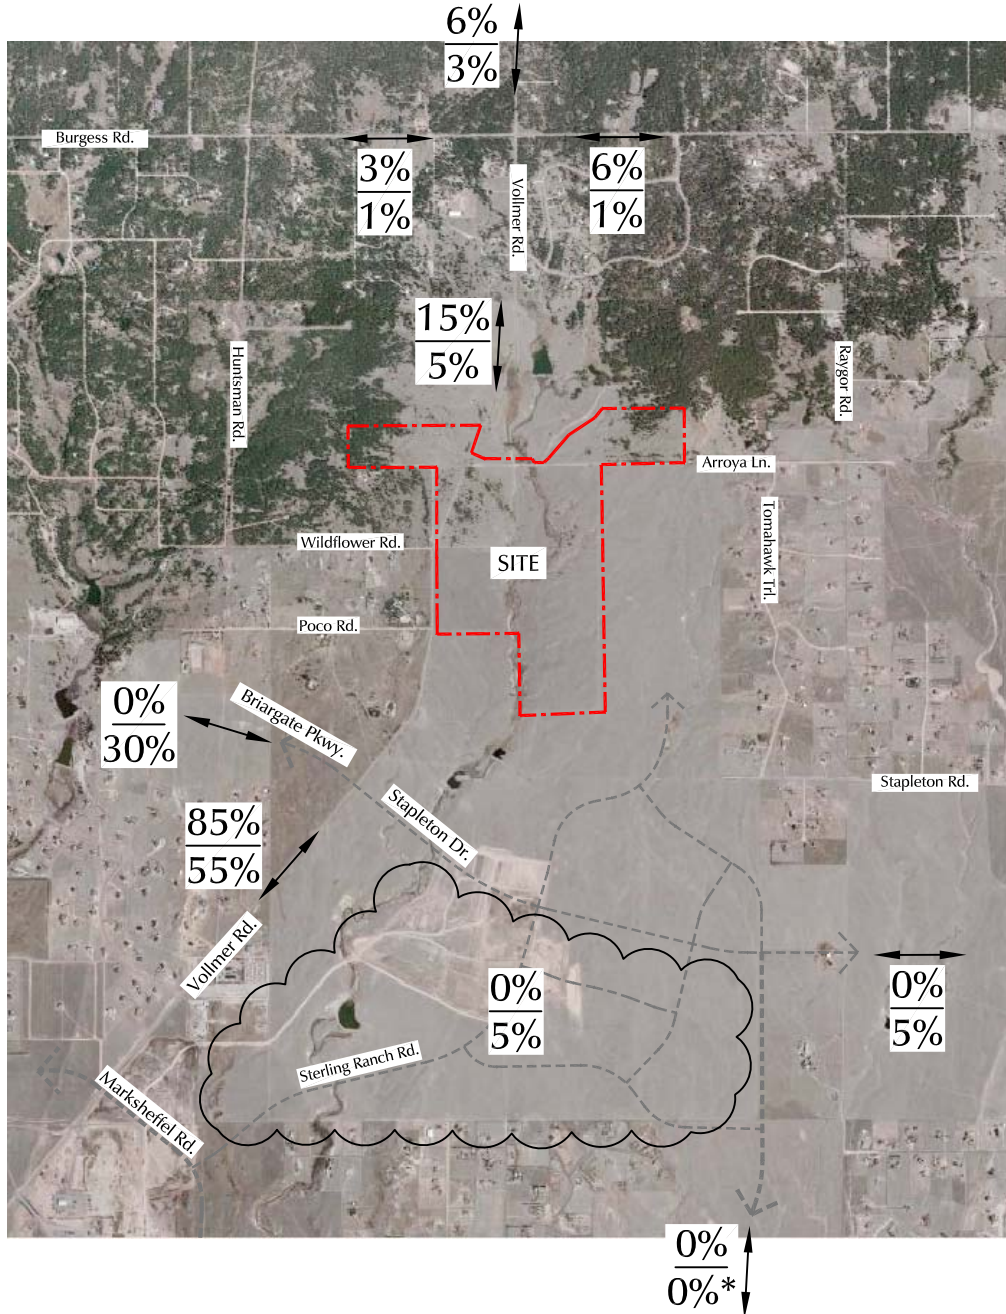 6%
3%
Burgess Rd.
3%
1%
Vollmer Rd.
6%
1%
15%
5%
Huntsman Rd.
Raygor Rd.
Arroya Ln.
Tomahawk Trl.
Wildflower Rd.
SITE
Poco Rd.
0%
30%
Briargate Pkwy.
Stapleton Rd.
Stapleton Dr.
85%
55%
Vollmer Rd.
0%
5%
0%
5%
Sterling Ranch Rd.
Marksheffel Rd.
0%
0%*